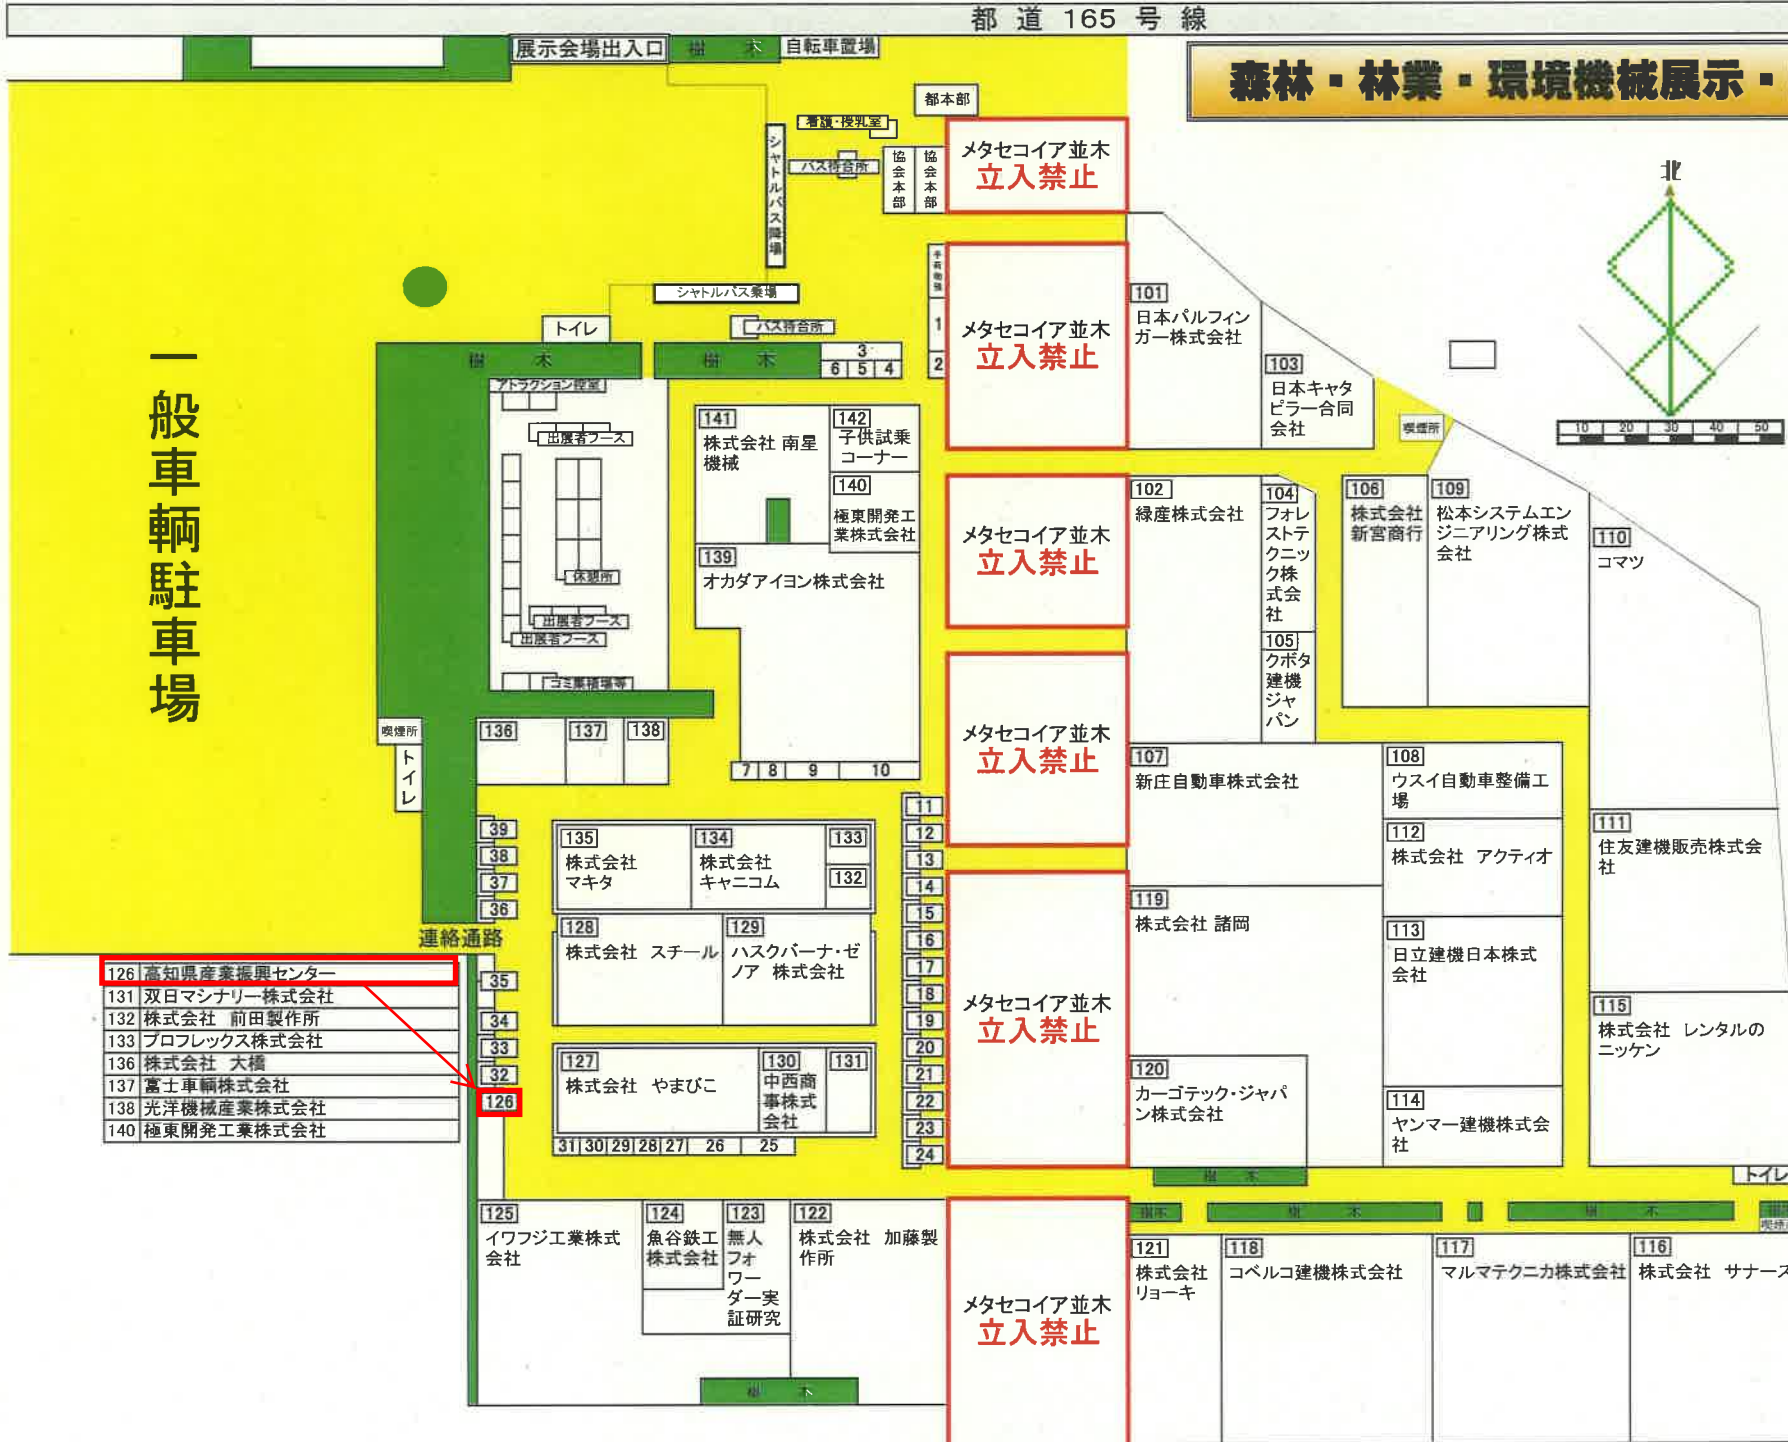 都道165号線
展示会場出入口
樹木
自転車置場
森林・林業・環境機械展示・
都本部
看護・授乳室
バス待合所
協会本部
協会本部
シャトルバス降場
シャトルバス乗場
バス待合所
トイレ
樹木
樹木
3
6 5 4
1
2
北
10 20 30 40 50
一般車輌駐車場
メタセコイア並木
立入禁止
メタセコイア並木
立入禁止
メタセコイア並木
立入禁止
メタセコイア並木
立入禁止
メタセコイア並木
立入禁止
メタセコイア並木
立入禁止
アトラクション控室
出展者ブース
休憩所
出展者ブース
出展者ブース
ゴミ集積場等
喫煙所
トイレ
連絡通路
141
株式会社 南星
機械
142
子供試乗
コーナー
140
極東開発工
業株式会社
139
オカダアイヨン株式会社
136
137
138
7 8 9 10
101
日本パルフィン
ガー株式会社
103
日本キャタ
ピラー合同
会社
喫煙所
102
緑産株式会社
104
フォレ
ストテ
クニッ
ク株
式会
社
105
クボタ
建機
ジャ
パン
106
株式会社
新宮商行
109
松本システムエン
ジニアリング株式
会社
110
コマツ
107
新庄自動車株式会社
108
ウスイ自動車整備工
場
112
株式会社 アクティオ
111
住友建機販売株式会
社
119
株式会社 諸岡
113
日立建機日本株式
会社
115
株式会社 レンタルの
ニッケン
120
カーゴテック・ジャパ
ン株式会社
114
ヤンマー建機株式会
社
樹木
トイレ
39
38
37
36
35
34
33
32
126
135
株式会社
マキタ
134
株式会社
キャニコム
133
132
128
株式会社 スチール
129
ハスクバーナ・ゼ
ノア 株式会社
127
株式会社 やまびこ
130
中西商
事株式
会社
131
31 30 29 28 27 26 25
11
12
13
14
15
16
17
18
19
20
21
22
23
24
126 高知県産業振興センター
131 双日マシナリー株式会社
132 株式会社 前田製作所
133 プロフレックス株式会社
136 株式会社 大橋
137 富士車輌株式会社
138 光洋機械産業株式会社
140 極東開発工業株式会社
125
イワフジ工業株式
会社
124
魚谷鉄工
株式会社
123
無人
フォ
ワー
ダー実
証研究
122
株式会社 加藤製
作所
樹木
樹木
樹木
樹木
121
株式会社
リョーキ
118
コベルコ建機株式会社
117
マルマテクニカ株式会社
116
株式会社 サナース